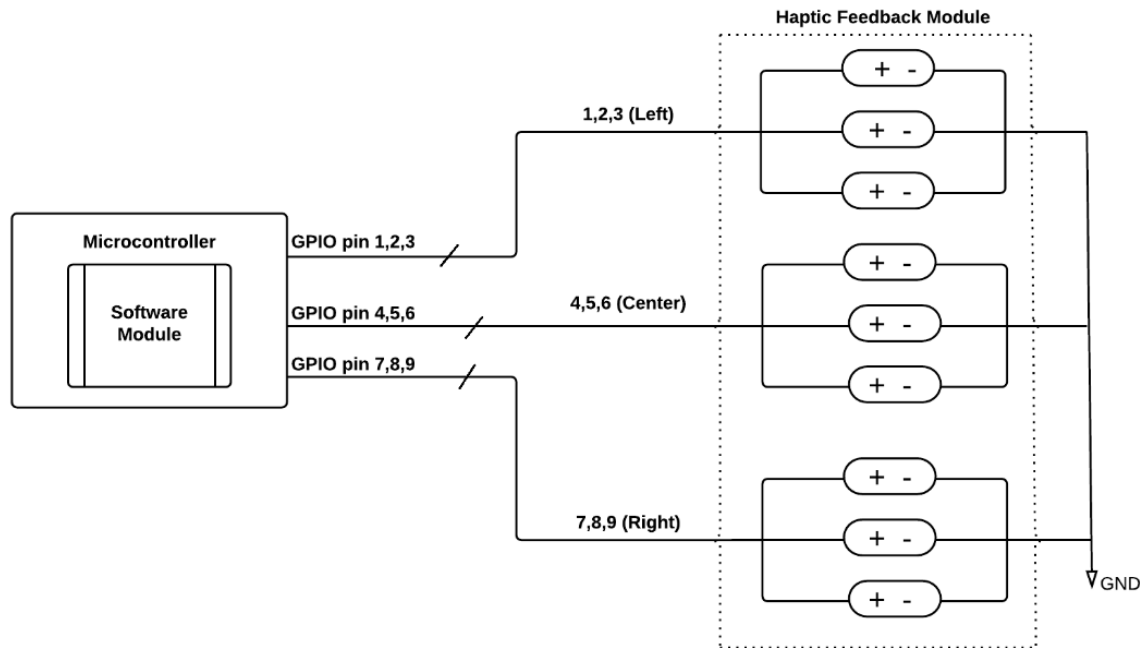 Haptic Feedback Module
+ -
1,2,3 (Left)
+ -
+ -
Microcontroller
GPIO pin 1,2,3
+ -
Software
Module
GPIO pin 4,5,6
4,5,6 (Center)
+ -
GPIO pin 7,8,9
+ -
+ -
7,8,9 (Right)
+ -
+ -
GND